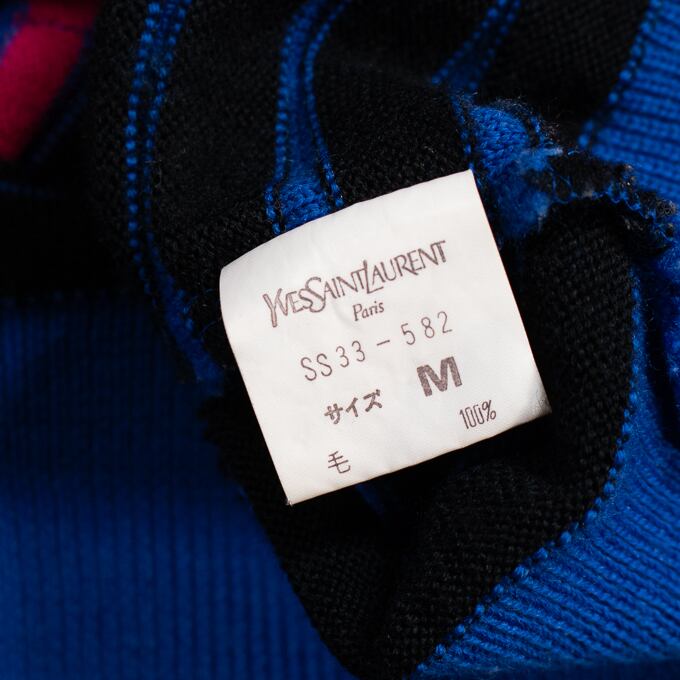 YVESSAINTLAURENT
Paris
SS33-582
サイズ M
毛 100%